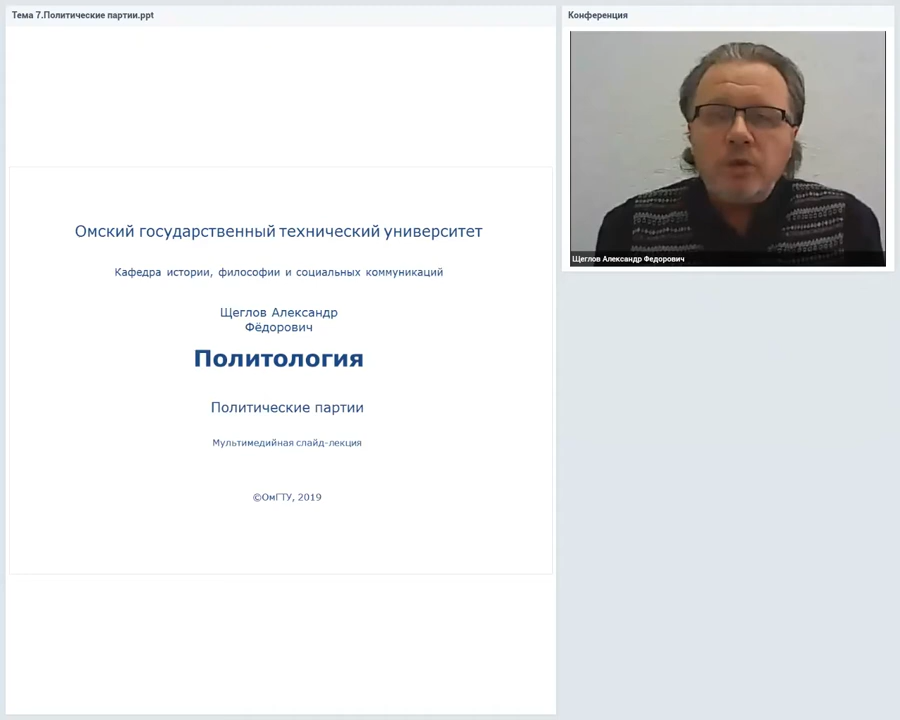 Тема 7.Политические партии.ppt
Конференция
Щеглов Александр Федорович
Омский государственный технический университет
Кафедра истории, философии и социальных коммуникаций
Щеглов Александр
Фёдорович
Политология
Политические партии
Мультимедийная слайд-лекция
©ОмГТУ, 2019